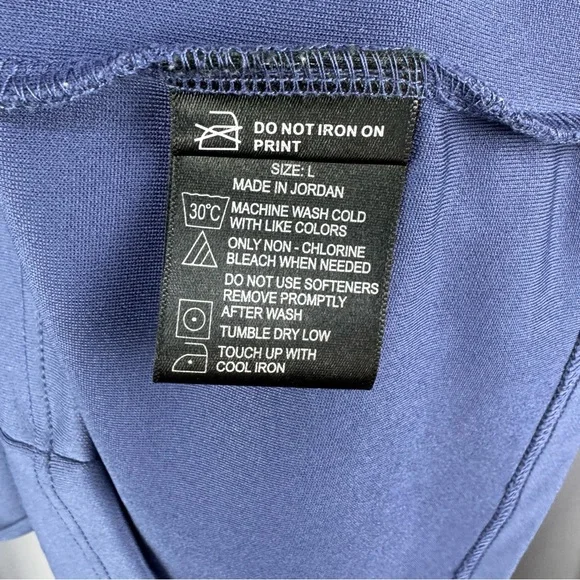 DO NOT IRON ON
PRINT
SIZE: L
MADE IN JORDAN
30°C MACHINE WASH COLD
WITH LIKE COLORS
ONLY NON - CHLORINE
BLEACH WHEN NEEDED
DO NOT USE SOFTENERS
REMOVE PROMPTLY
AFTER WASH
TUMBLE DRY LOW
TOUCH UP WITH
COOL IRON